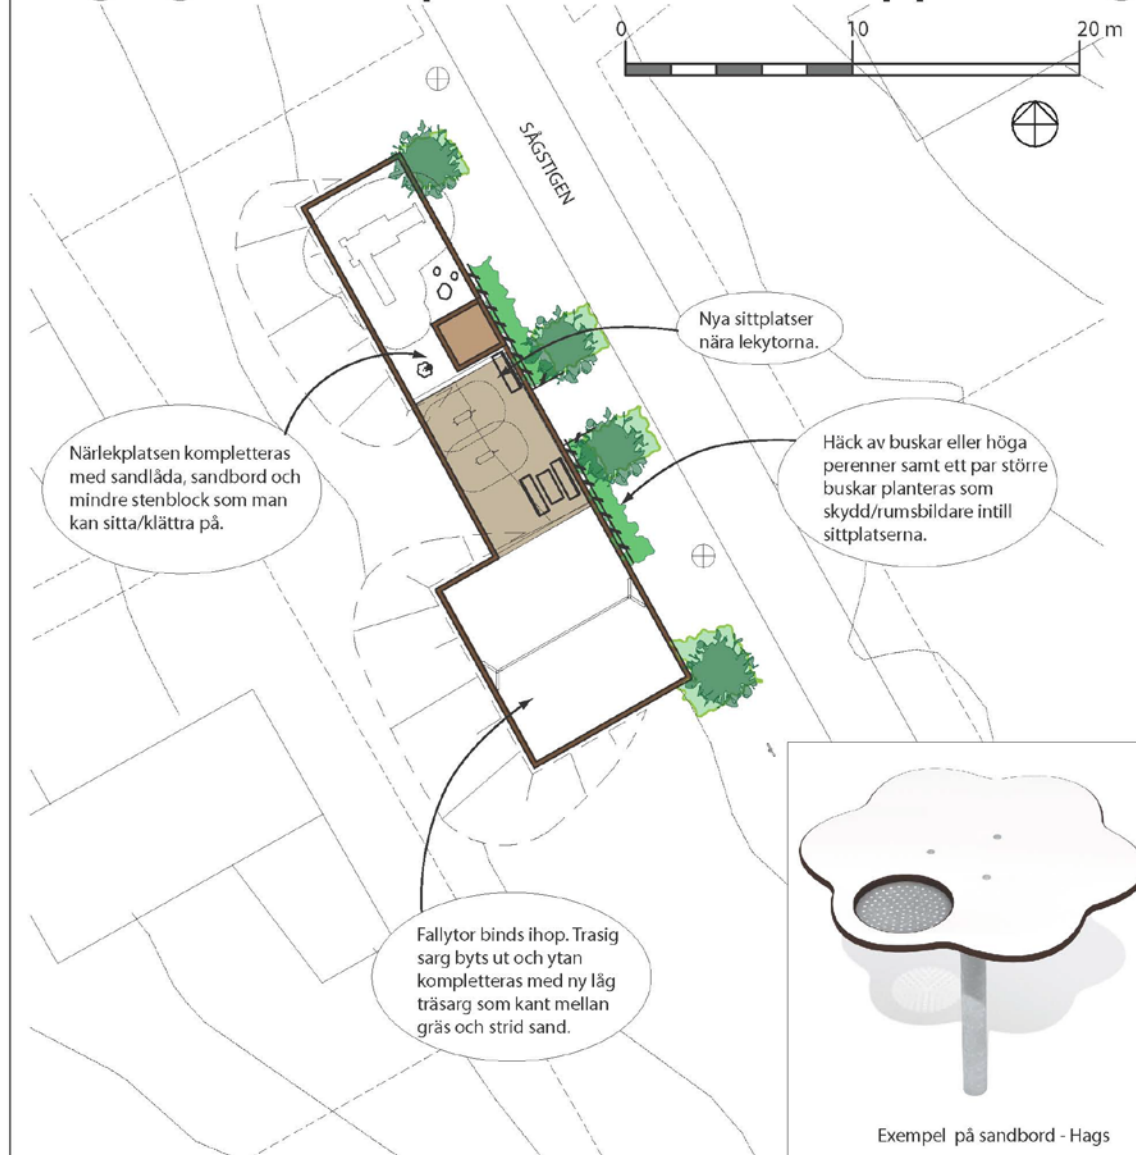 0
10
20 m
SÅGSTIGEN
Nya sittplatser
nära lekytorna.
Närlekplatsen kompletteras
med sandlåda, sandbord och
mindre stenblock som man
kan sitta/klättra på.
Häck av buskar eller höga
perenner samt ett par större
buskar planteras som
skydd/rumsbildare intill
sittplatserna.
Fallytor binds ihop. Trasig
sarg byts ut och ytan
kompletteras med ny låg
träsarg som kant mellan
gräs och strid sand.
Exempel på sandbord - Hags